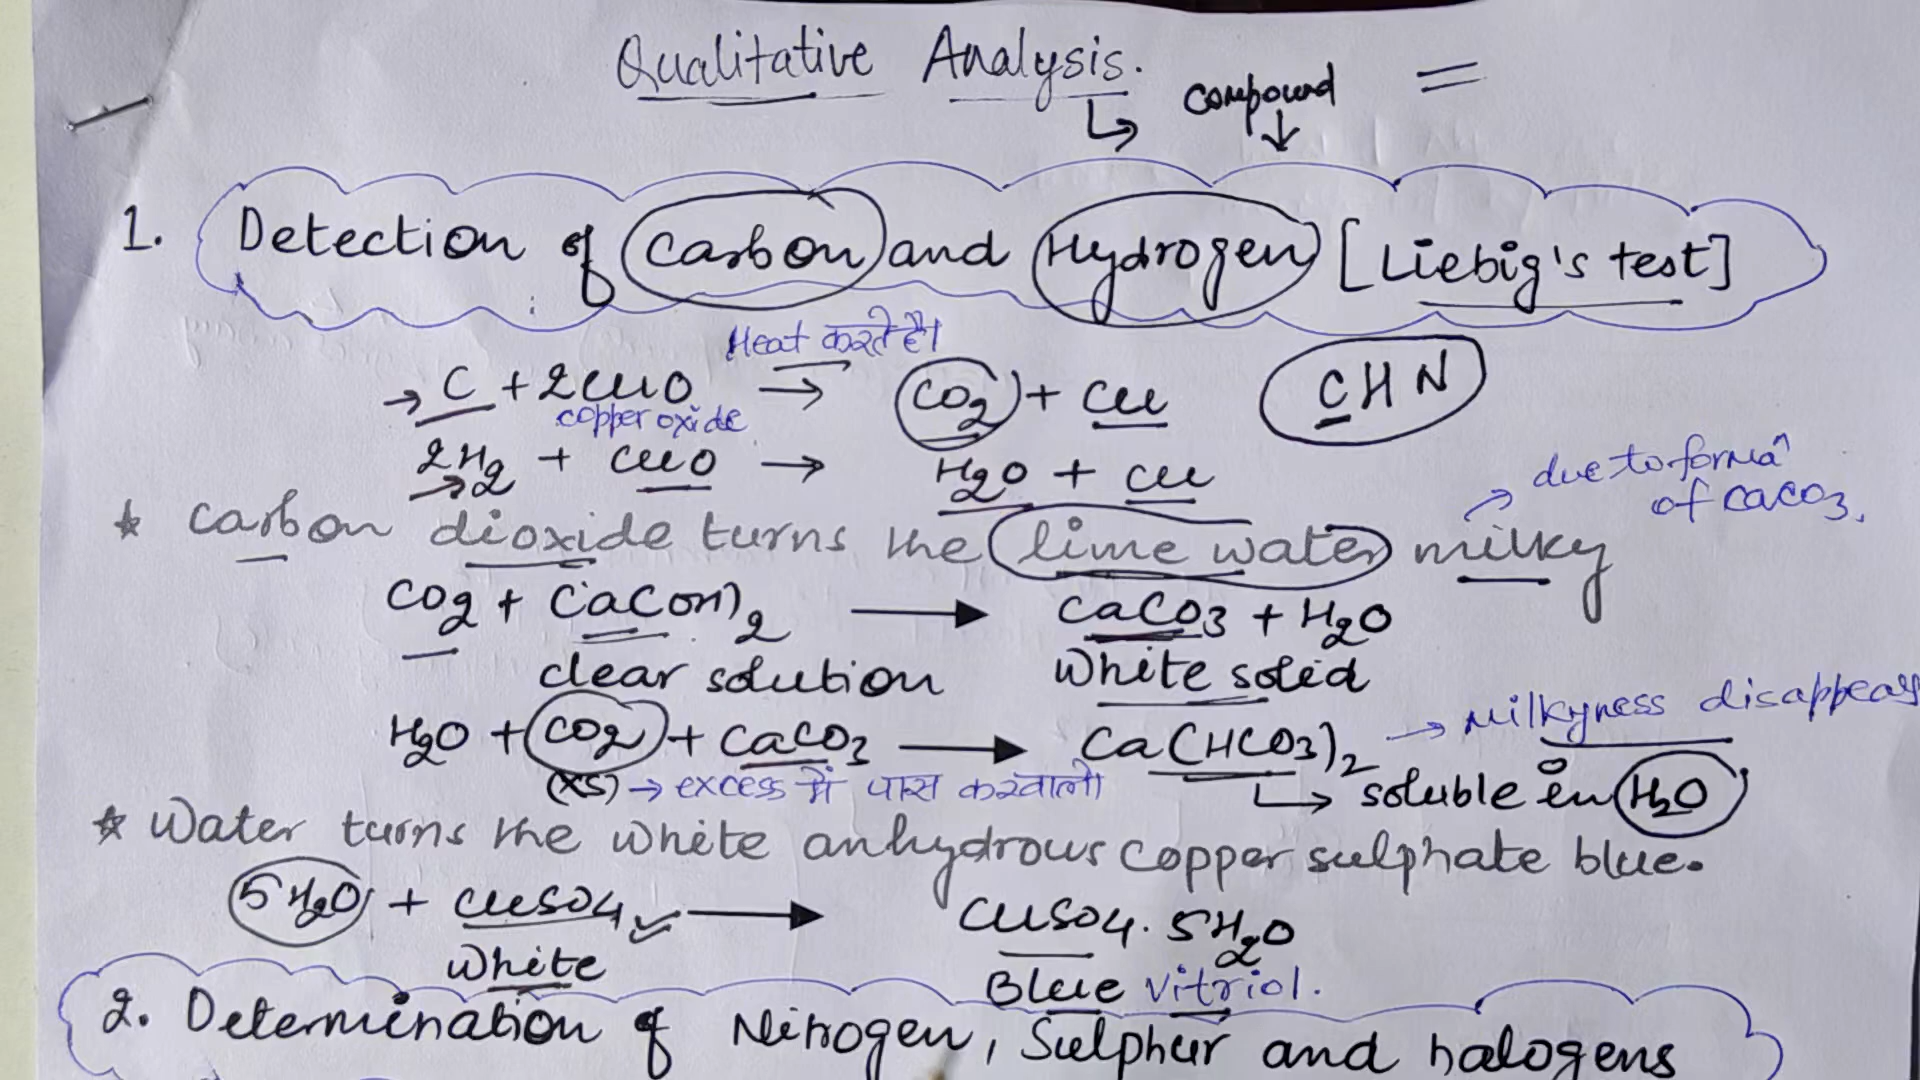 Qualitative Analysis.
compound
1. Detection of Carbon and Hydrogen [Liebig's test]
Heat करते है।
C + 2CuO → CO2 + Cu
CHN
copper oxide
2H2 + CuO → H2O + Cu
due to forma^n
of CaCO3.
* Carbon dioxide turns the lime water milky
CO2 + Ca(OH)2 → CaCO3 + H2O
clear solution White solid
H2O + CO2 + CaCO3 → Ca(HCO3)2 → Milkyness disappears
(XS) → excess में पास करवाली
↳ soluble in H2O
* Water turns the white anhydrous copper sulphate blue.
5H2O + CuSO4 → CuSO4. 5H2O
White
Blue Vitriol.
2. Determination of Nitrogen, Sulphur and halogens